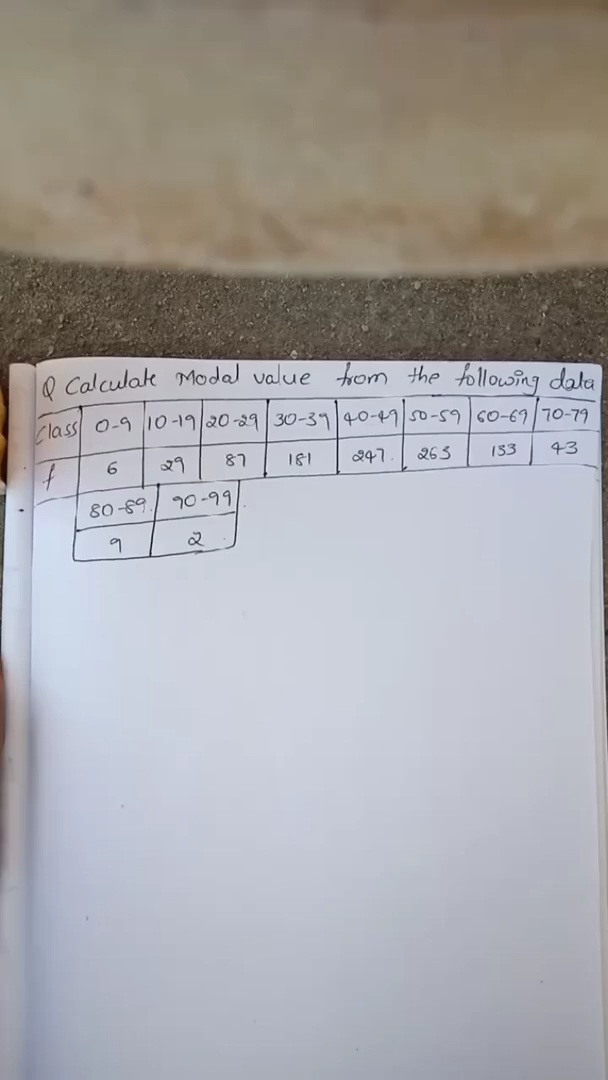 Q Calculate Modal value from the following data
Class 0-9 10-19 20-29 30-39 40-49 50-59 60-69 70-79
f 6 29 87 181 247. 263 133 43
80-89. 90-99
9 2